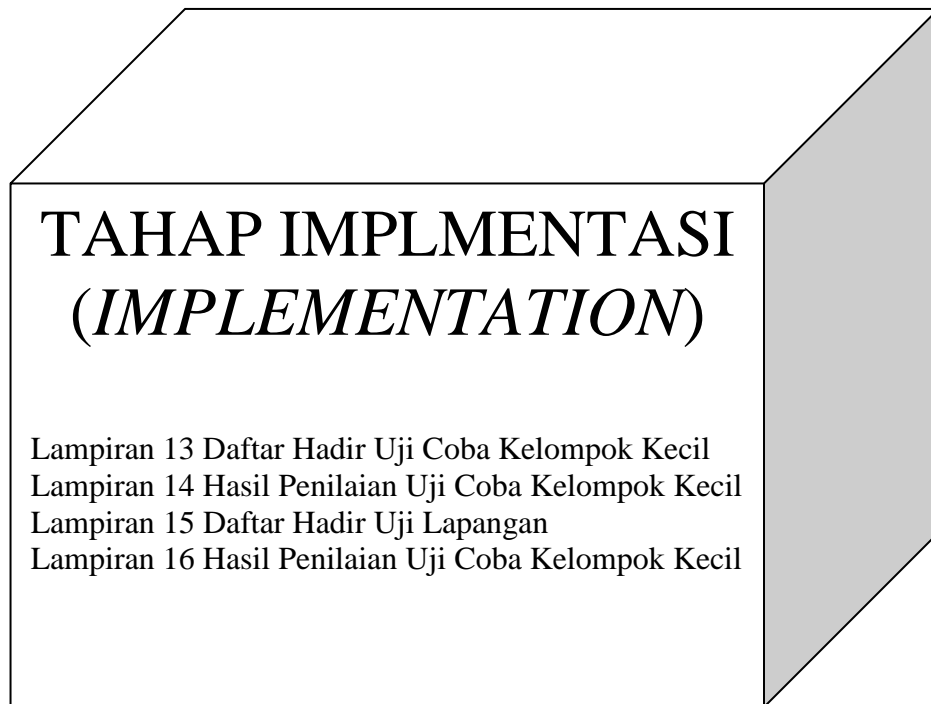 TAHAP IMPLMENTASI
(IMPLEMENTATION)
Lampiran 13 Daftar Hadir Uji Coba Kelompok Kecil
Lampiran 14 Hasil Penilaian Uji Coba Kelompok Kecil
Lampiran 15 Daftar Hadir Uji Lapangan
Lampiran 16 Hasil Penilaian Uji Coba Kelompok Kecil